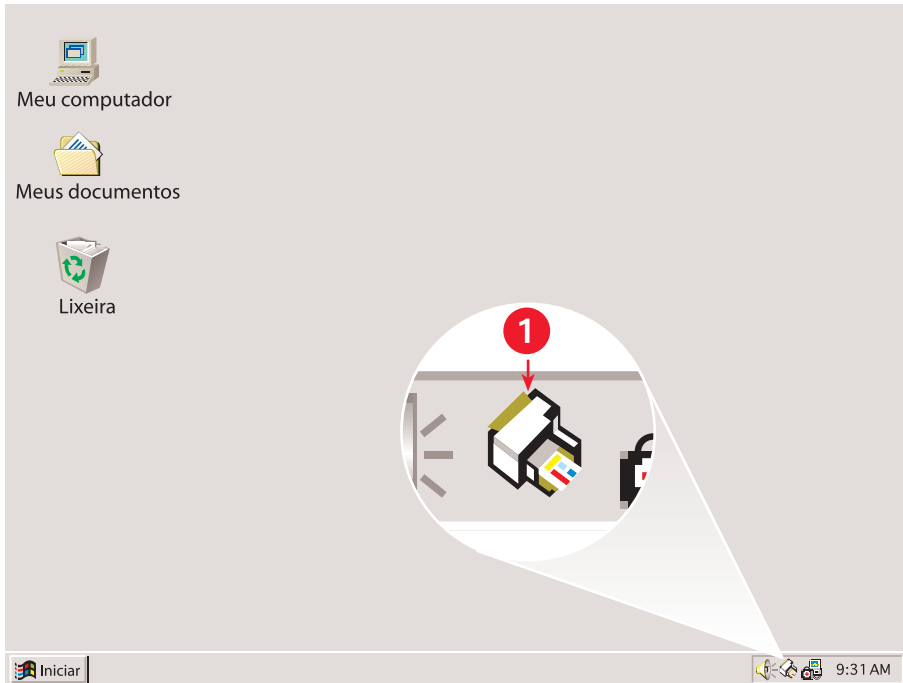 Meu computador
Meus documentos
Lixeira
1
Iniciar
9:31 AM